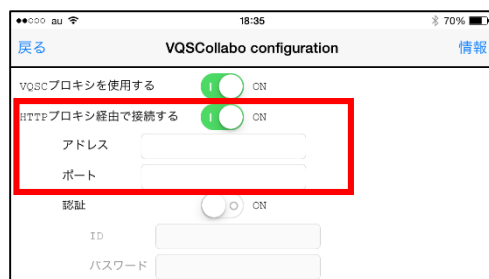 au 18:35 70%
戻る VQSCollabo configuration 情報
VQSCプロキシを使用する ON
HTTPプロキシ経由で接続する ON
アドレス
ポート
認証 ON
ID
パスワード